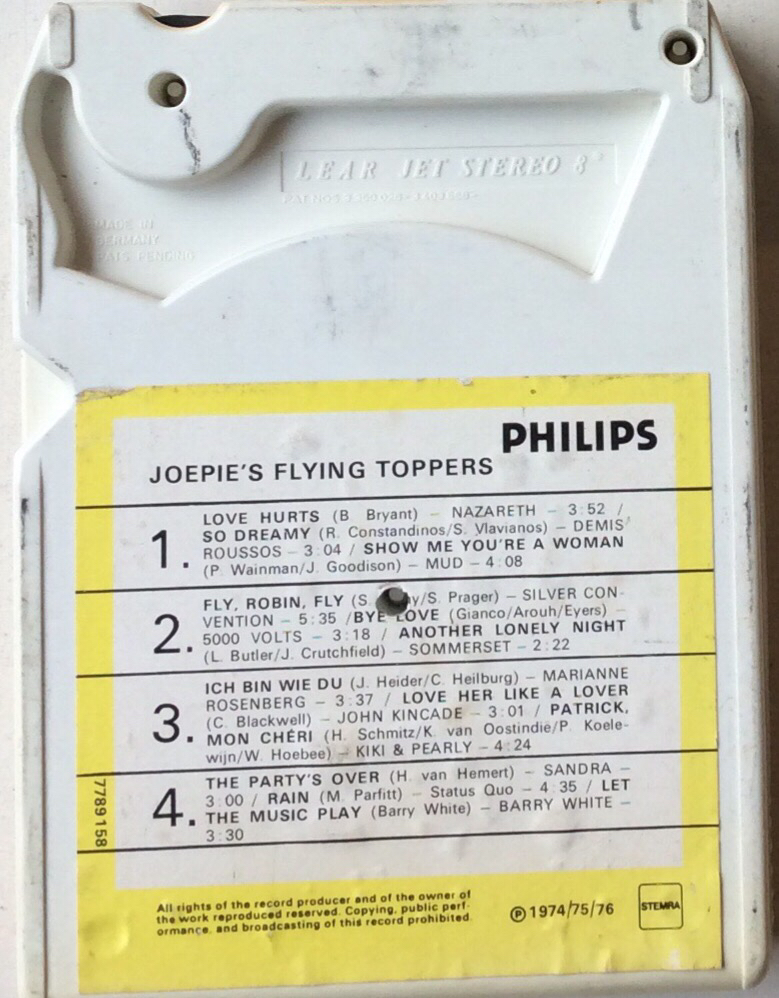 LEAR JET STEREO 8
MADE IN
GERMANY
PATS PENDING
PHILIPS
JOEPIE'S FLYING TOPPERS
1.
LOVE HURTS (B. Bryant) – NAZARETH – 3:52 /
SO DREAMY (R. Constandinos/S. Vlavianos) – DEMIS
ROUSSOS – 3:04 / SHOW ME YOU'RE A WOMAN
(P. Wainman/J. Goodison) – MUD – 4:08
2.
FLY, ROBIN, FLY (S. /S. Prager) – SILVER CON-
VENTION – 5:35 /BYE LOVE (Gianco/Arouh/Eyers) –
5000 VOLTS – 3:18 / ANOTHER LONELY NIGHT
(L. Butler/J. Crutchfield) – SOMMERSET – 2:22
3.
ICH BIN WIE DU (J. Heider/C. Heilburg) – MARIANNE
ROSENBERG – 3:37 / LOVE HER LIKE A LOVER
(C. Blackwell) – JOHN KINCADE – 3:01 / PATRICK,
MON CHÉRI (H. Schmitz/K. van Oostindie/P. Koele-
wijn/W. Hoebee) – KIKI & PEARLY – 4:24
4.
THE PARTY'S OVER (H. van Hemert) – SANDRA –
3:00 / RAIN (M. Parfitt) – Status Quo – 4:35 / LET
THE MUSIC PLAY (Barry White) – BARRY WHITE –
3:30
7789158
All rights of the record producer and of the owner of
the work reproduced reserved. Copying, public perf-
ormance, and broadcasting of this record prohibited.
℗ 1974/75/76
STEMRA